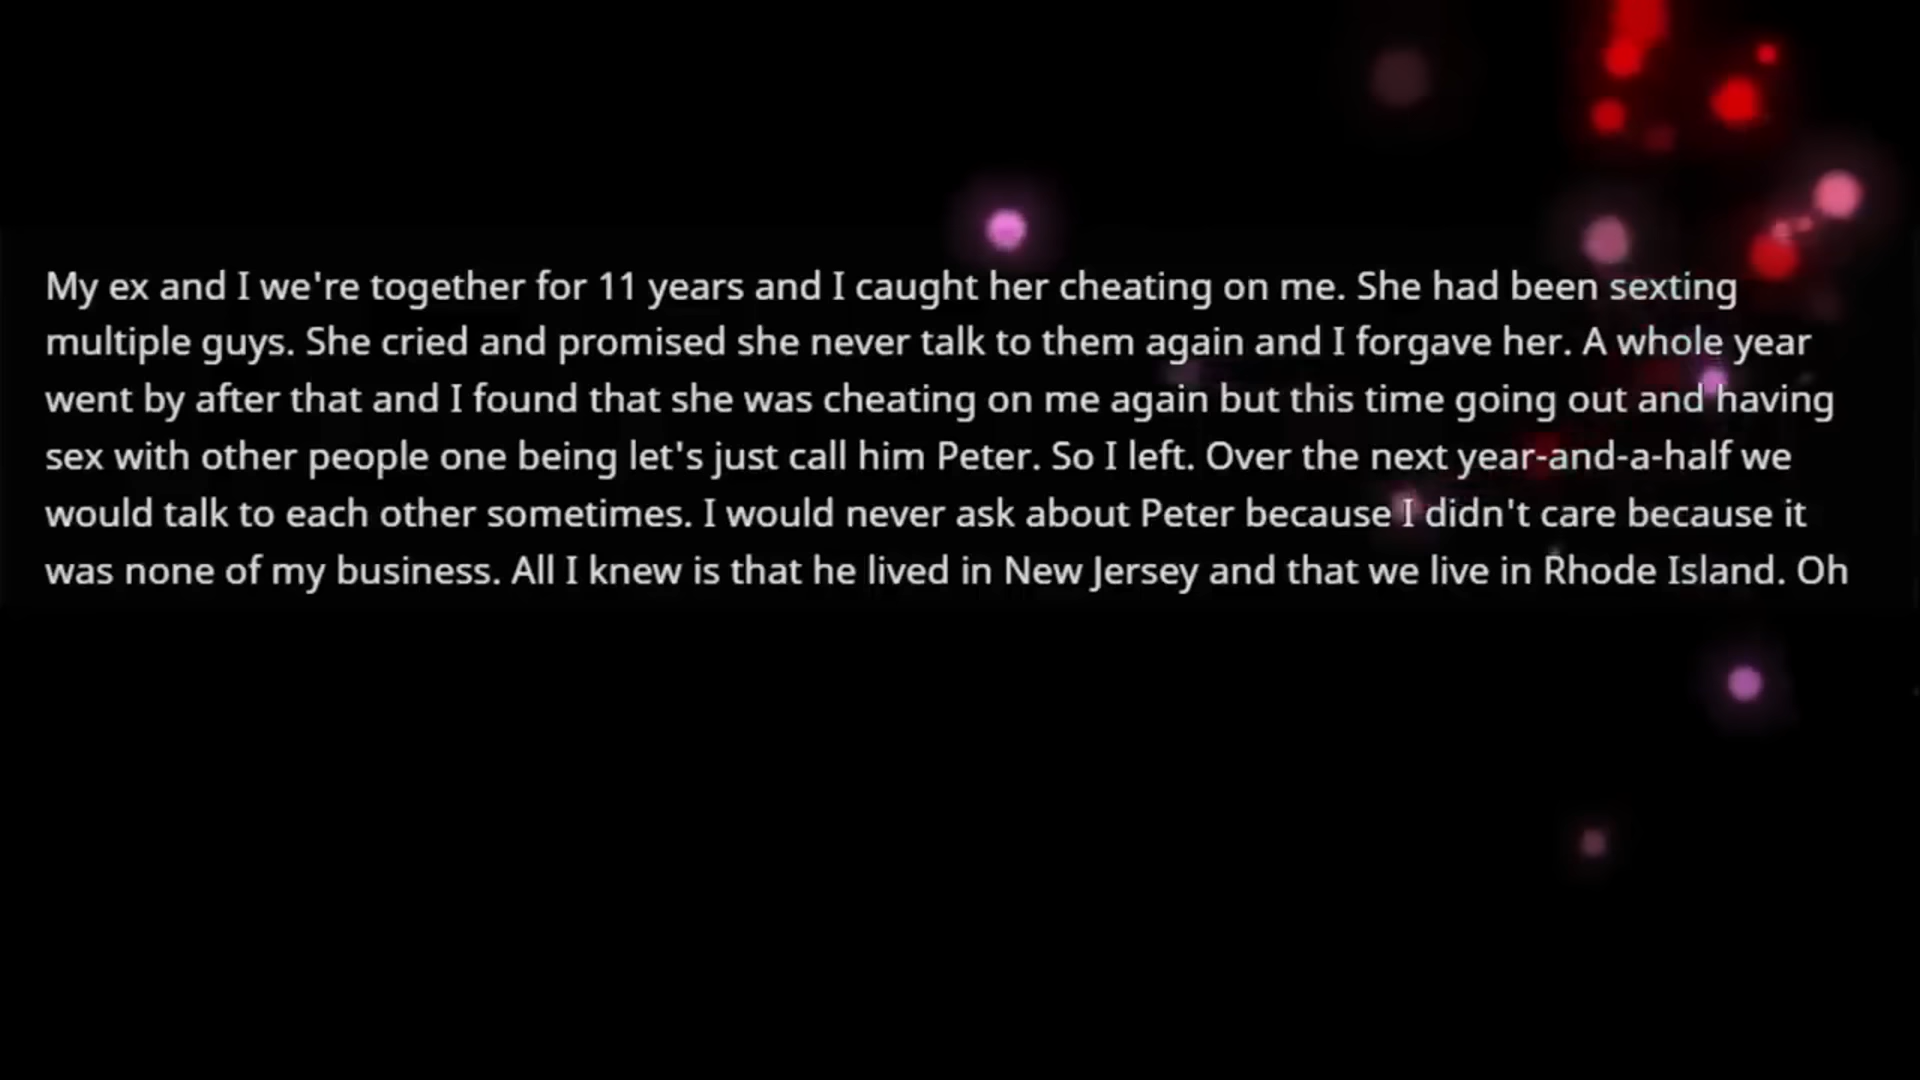 My ex and I we're together for 11 years and I caught her cheating on me. She had been sexting
multiple guys. She cried and promised she never talk to them again and I forgave her. A whole year
went by after that and I found that she was cheating on me again but this time going out and having
sex with other people one being let's just call him Peter. So I left. Over the next year-and-a-half we
would talk to each other sometimes. I would never ask about Peter because I didn't care because it
was none of my business. All I knew is that he lived in New Jersey and that we live in Rhode Island. Oh